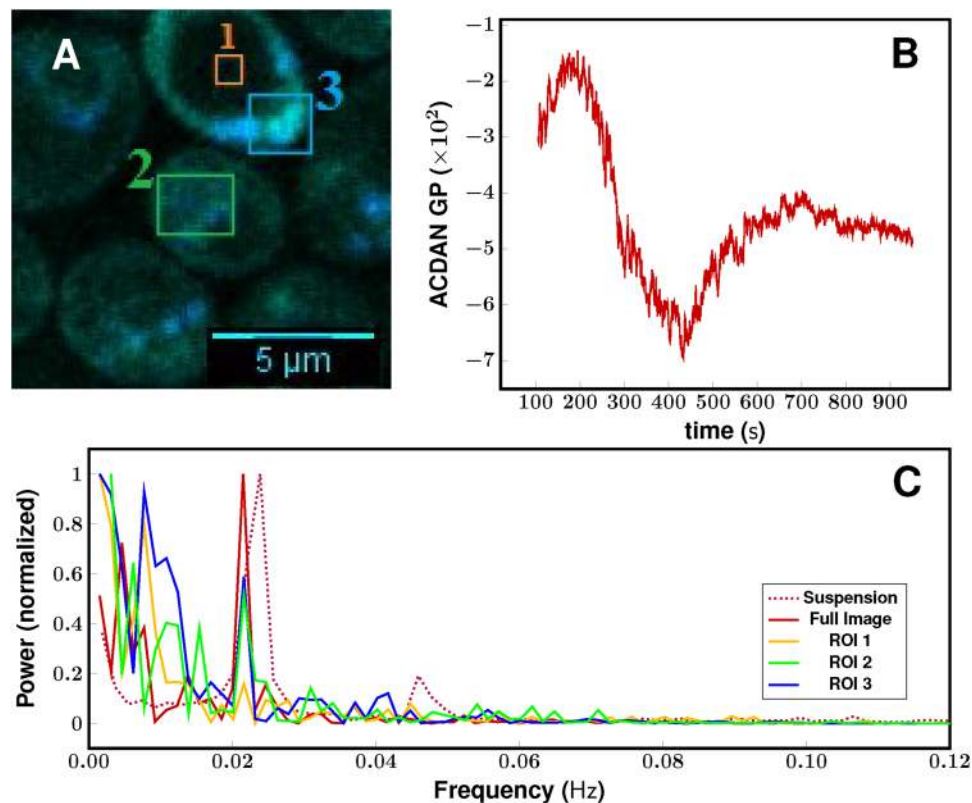 A
1
3
2
5 μm
B
ACDAN GP (×10²)
−1
−2
−3
−4
−5
−6
−7
100 200 300 400 500 600 700 800 900
time (s)
C
Power (normalized)
1
0.8
0.6
0.4
0.2
0
Suspension
Full Image
ROI 1
ROI 2
ROI 3
0.00 0.02 0.04 0.06 0.08 0.10 0.12
Frequency (Hz)